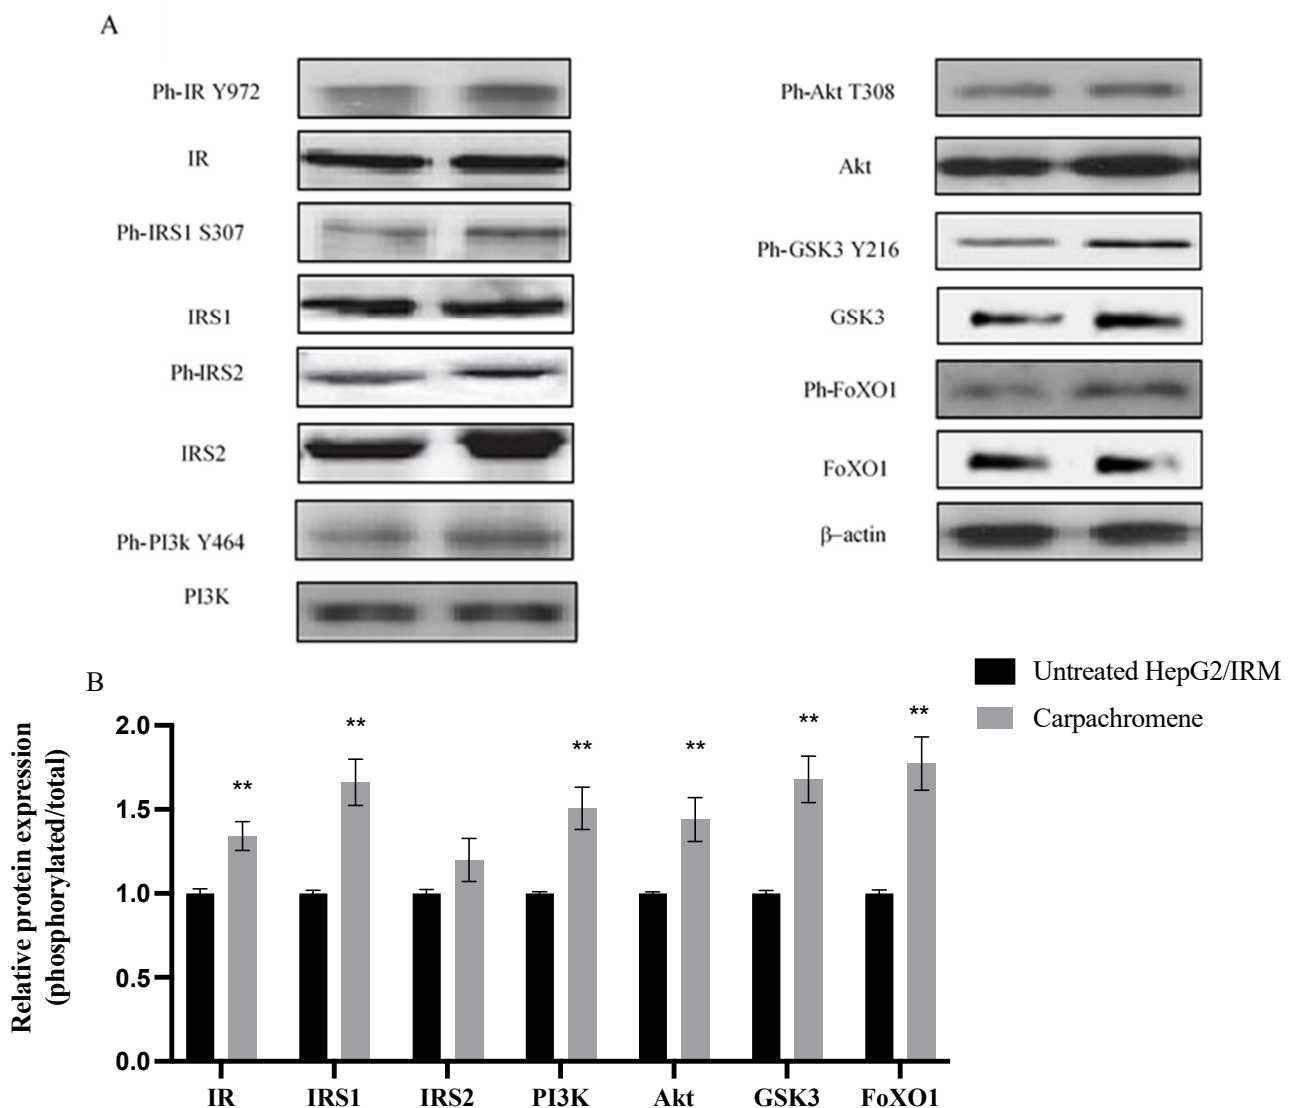 A
Ph-IR Y972
IR
Ph-IRS1 S307
IRS1
Ph-IRS2
IRS2
Ph-PI3k Y464
PI3K
Ph-Akt T308
Akt
Ph-GSK3 Y216
GSK3
Ph-FoXO1
FoXO1
β-actin
B
Untreated HepG2/IRM
Carpachromene
Relative protein expression
(phosphorylated/total)
2.0
1.5
1.0
0.5
0.0
**
**
**
**
**
**
IR
IRS1
IRS2
PI3K
Akt
GSK3
FoXO1